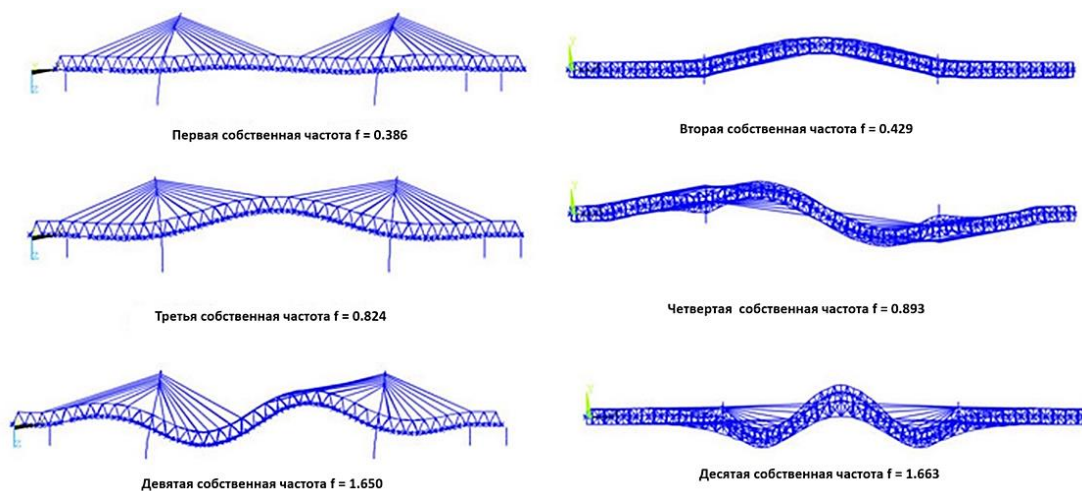 Первая собственная частота f = 0.386
Вторая собственная частота f = 0.429
Третья собственная частота f = 0.824
Четвертая собственная частота f = 0.893
Девятая собственная частота f = 1.650
Десятая собственная частота f = 1.663